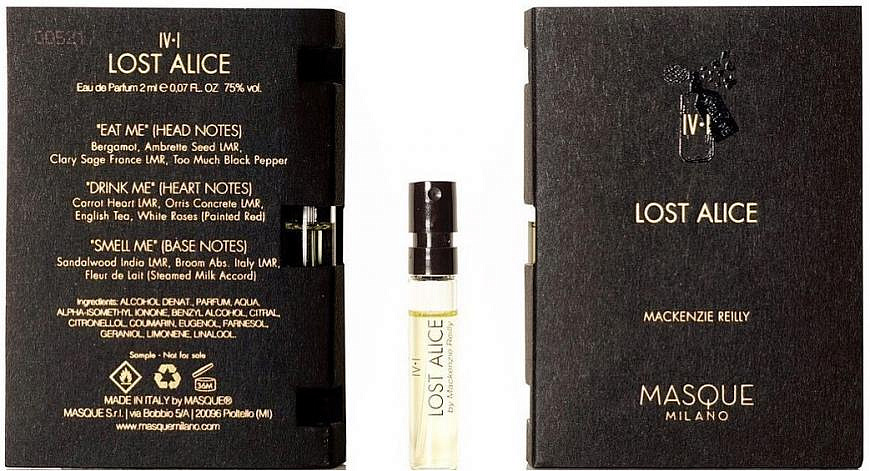 00521
IV·I
LOST ALICE
Eau de Parfum 2 ml e 0,07 FL. OZ 75% vol.
"EAT ME" (HEAD NOTES)
Bergamot, Ambrette Seed LMR,
Clary Sage France LMR, Too Much Black Pepper
"DRINK ME" (HEART NOTES)
Carrot Heart LMR, Orris Concrete LMR,
English Tea, White Roses (Painted Red)
"SMELL ME" (BASE NOTES)
Sandalwood India LMR, Broom Abs. Italy LMR,
Fleur de Lait (Steamed Milk Accord)
Ingredients: ALCOHOL DENAT., PARFUM, AQUA,
ALPHA-ISOMETHYL IONONE, BENZYL ALCOHOL, CITRAL,
CITRONELLOL, COUMARIN, EUGENOL, FARNESOL,
GERANIOL, LIMONENE, LINALOOL.
Sample - Not for sale
36M
MADE IN ITALY by MASQUE®
MASQUE S.r.l. | via Bobbio 5/A | 20096 Pioltello (MI)
www.masquemilano.com
IV·I
LOST ALICE
by Mackenzie Reilly
IV·I
LOST ALICE
MACKENZIE REILLY
MASQUE
MILANO